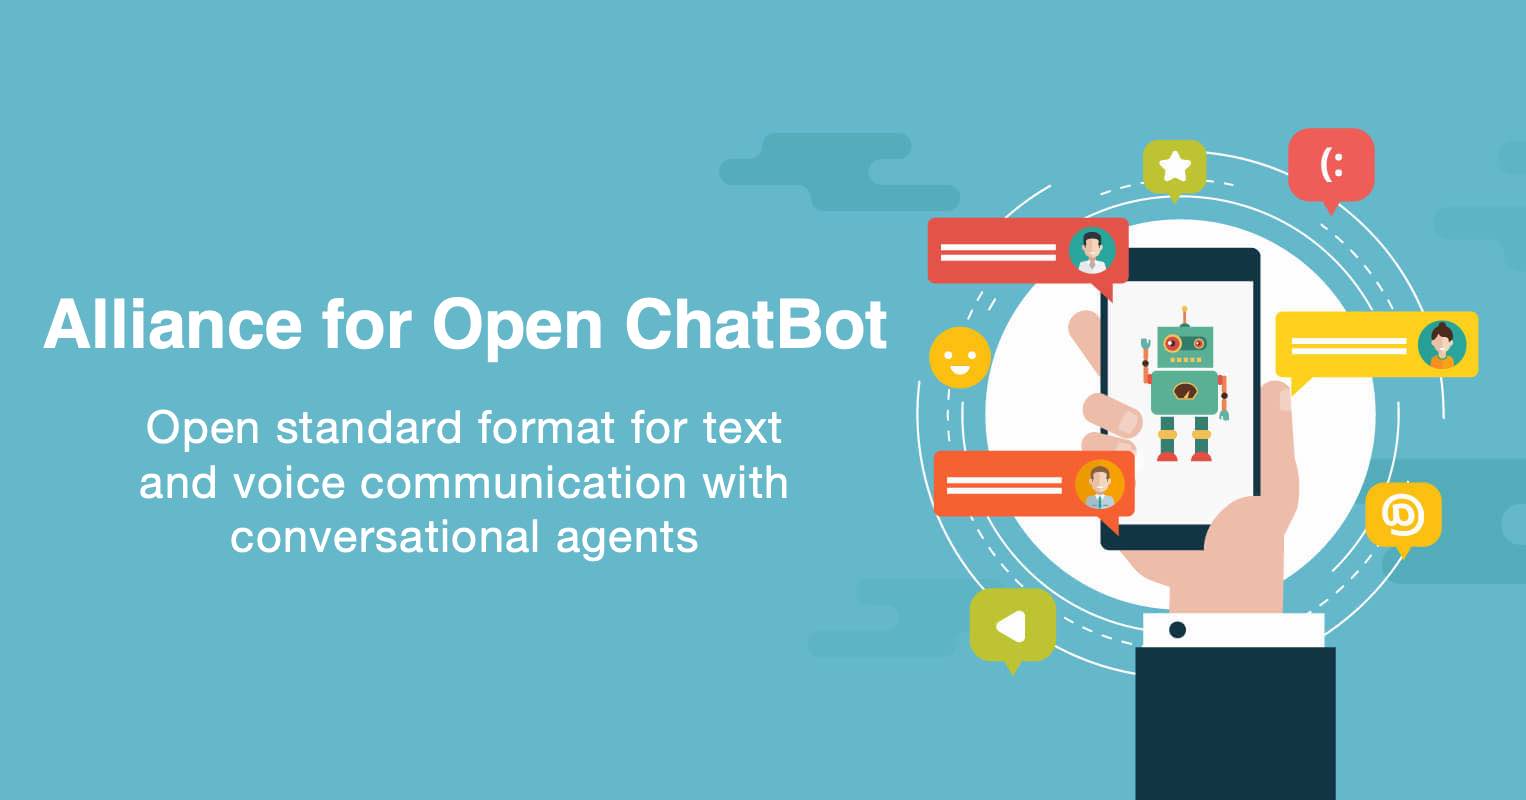 Alliance for Open ChatBot
Open standard format for text
and voice communication with
conversational agents
(:
@